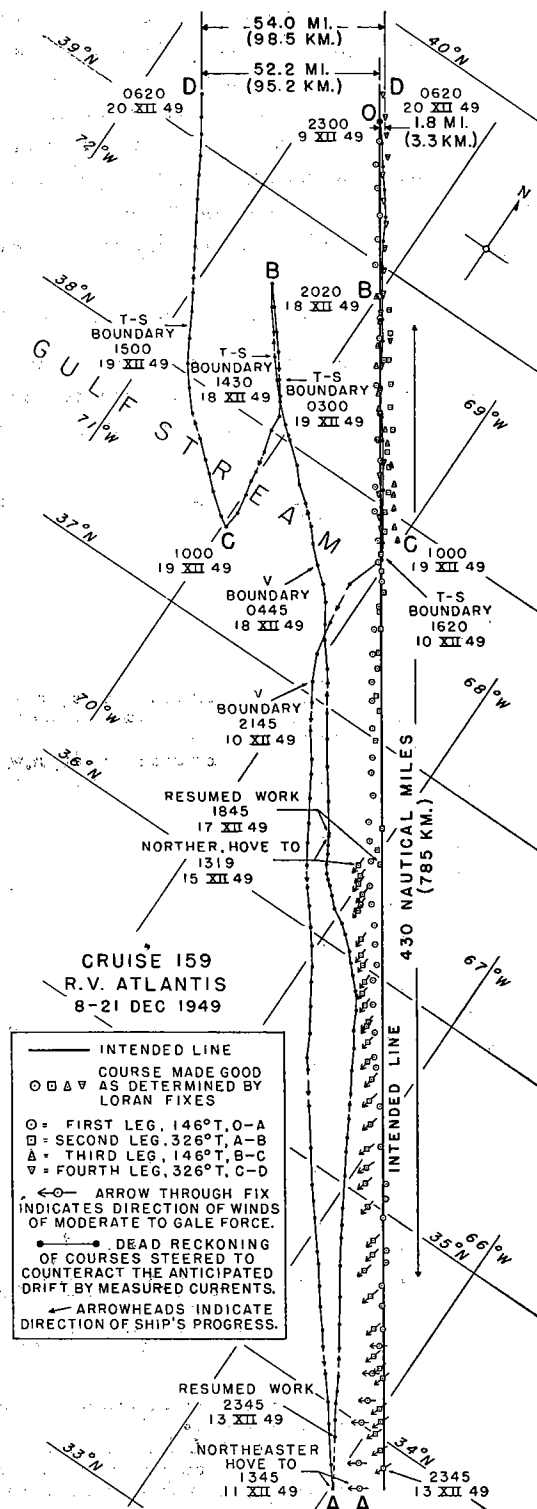 54.0 MI.
(98.5 KM.)
39°N
40°N
52.2 MI.
(95.2 KM.)
D
D
0620
20 XII 49
O
0620
20 XII 49
2300
9 XII 49
1.8 MI.
(3.3 KM.)
72°W
N
B
38°N
2020
18 XII 49
B
T-S
BOUNDARY
1500
19 XII 49
T-S
BOUNDARY
1430
18 XII 49
T-S
BOUNDARY
0300
19 XII 49
GULF STREAM
71°W
69°W
37°N
C
C
1000
19 XII 49
1000
19 XII 49
V
BOUNDARY
0445
18 XII 49
T-S
BOUNDARY
1620
10 XII 49
70°W
68°W
V
BOUNDARY
2145
10 XII 49
36°N
RESUMED WORK
1845
17 XII 49
NORTHER, HOVE TO
1319
15 XII 49
430 NAUTICAL MILES
(785 KM.)
67°W
CRUISE 159
R.V. ATLANTIS
8-21 DEC 1949
INTENDED LINE
INTENDED LINE
COURSE MADE GOOD
AS DETERMINED BY
LORAN FIXES
= FIRST LEG, 146°T, O-A
= SECOND LEG, 326°T, A-B
= THIRD LEG, 146°T, B-C
= FOURTH LEG, 326°T, C-D
ARROW THROUGH FIX
INDICATES DIRECTION OF WINDS
OF MODERATE TO GALE FORCE.
DEAD RECKONING
OF COURSES STEERED TO
COUNTERACT THE ANTICIPATED
DRIFT BY MEASURED CURRENTS.
ARROWHEADS INDICATE
DIRECTION OF SHIP'S PROGRESS.
35°N
66°W
RESUMED WORK
2345
13 XII 49
33°N
NORTHEASTER
HOVE TO
1345
11 XII 49
A
A
34°N
2345
13 XII 49